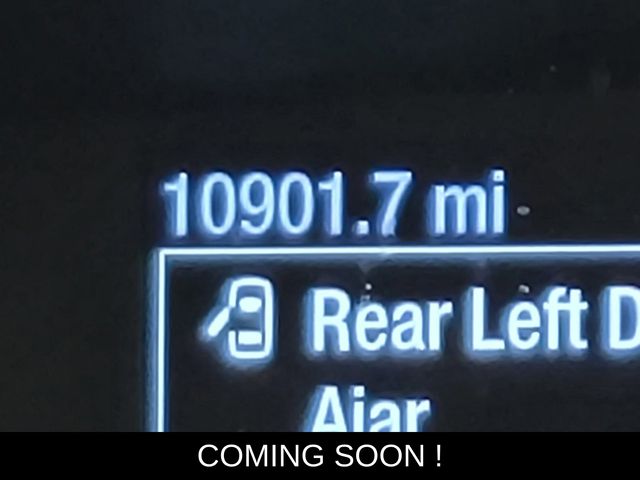 10901.7 mi
Rear Left D
Ajar
COMING SOON !